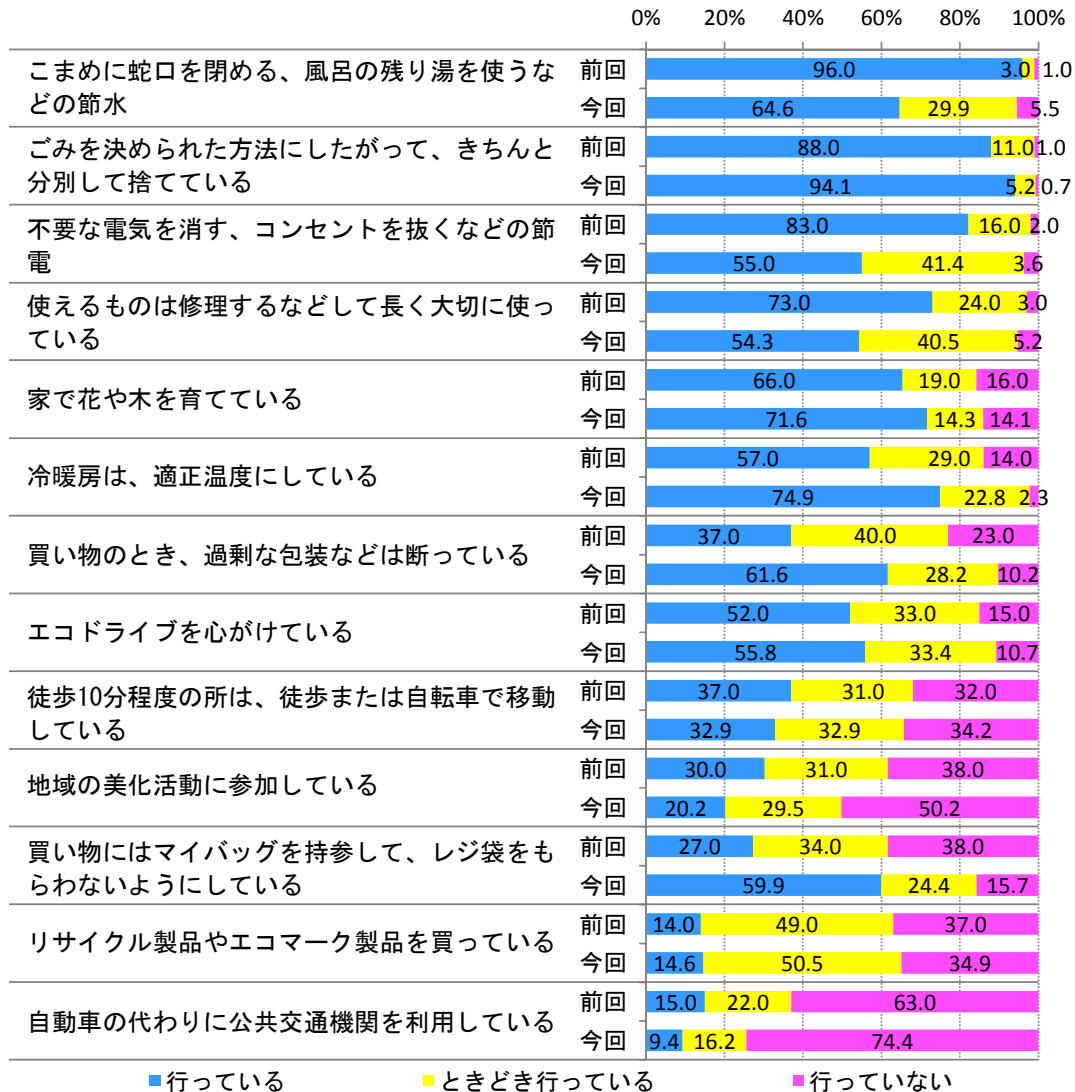 0% 20% 40% 60% 80% 100%
こまめに蛇口を閉める、風呂の残り湯を使うな
どの節水
前回 96.0 3.0 1.0
今回 64.6 29.9 5.5
ごみを決められた方法にしたがって、きちんと
分別して捨てている
前回 88.0 11.0 1.0
今回 94.1 5.2 0.7
不要な電気を消す、コンセントを抜くなどの節
電
前回 83.0 16.0 2.0
今回 55.0 41.4 3.6
使えるものは修理するなどして長く大切に使っ
ている
前回 73.0 24.0 3.0
今回 54.3 40.5 5.2
家で花や木を育てている
前回 66.0 19.0 16.0
今回 71.6 14.3 14.1
冷暖房は、適正温度にしている
前回 57.0 29.0 14.0
今回 74.9 22.8 2.3
買い物のとき、過剰な包装などは断っている
前回 37.0 40.0 23.0
今回 61.6 28.2 10.2
エコドライブを心がけている
前回 52.0 33.0 15.0
今回 55.8 33.4 10.7
徒歩10分程度の所は、徒歩または自転車で移動
している
前回 37.0 31.0 32.0
今回 32.9 32.9 34.2
地域の美化活動に参加している
前回 30.0 31.0 38.0
今回 20.2 29.5 50.2
買い物にはマイバッグを持参して、レジ袋をも
らわないようにしている
前回 27.0 34.0 38.0
今回 59.9 24.4 15.7
リサイクル製品やエコマーク製品を買っている
前回 14.0 49.0 37.0
今回 14.6 50.5 34.9
自動車の代わりに公共交通機関を利用している
前回 15.0 22.0 63.0
今回 9.4 16.2 74.4
行っている ときどき行っている 行っていない